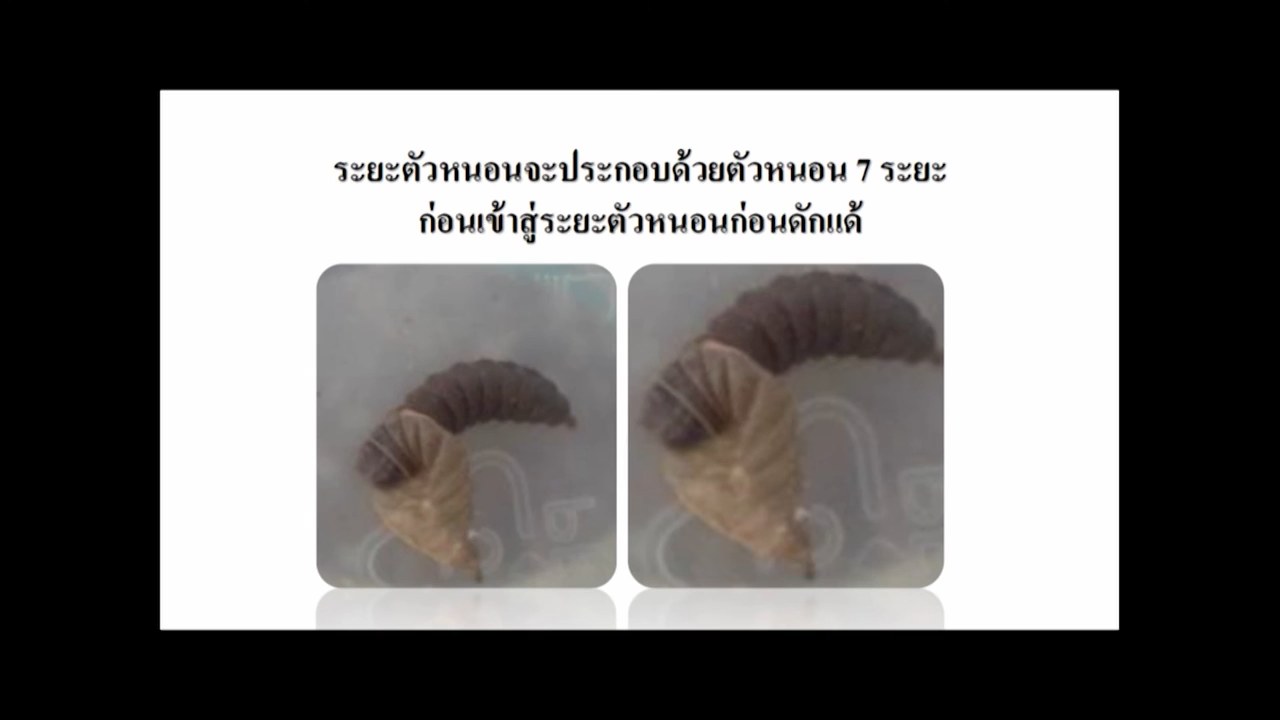 ระยะตัวหนอนจะประกอบด้วยตัวหนอน 7 ระยะ
ก่อนเข้าสู่ระยะตัวหนอนก่อนดักแด้